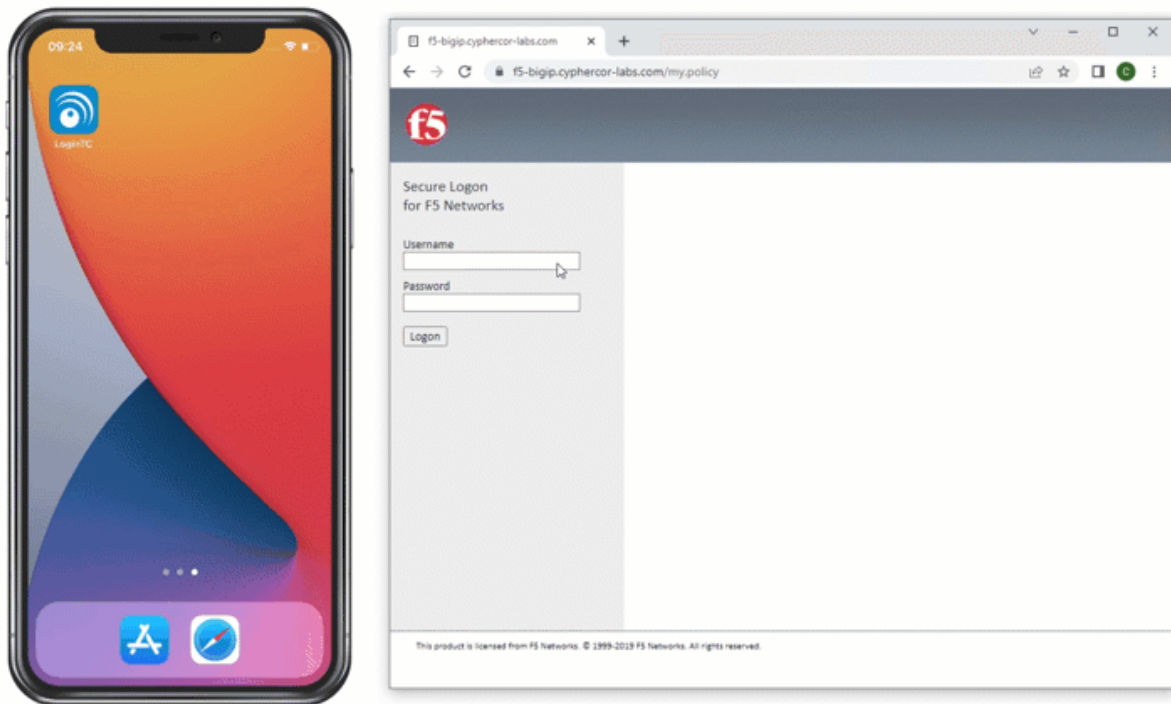 09:24
LoginTC
f5-bigip.cyphercor-labs.com
f5-bigip.cyphercor-labs.com/my.policy
C
f5
Secure Logon
for F5 Networks
Username
Password
Logon
This product is licensed from F5 Networks. © 1999-2019 F5 Networks. All rights reserved.